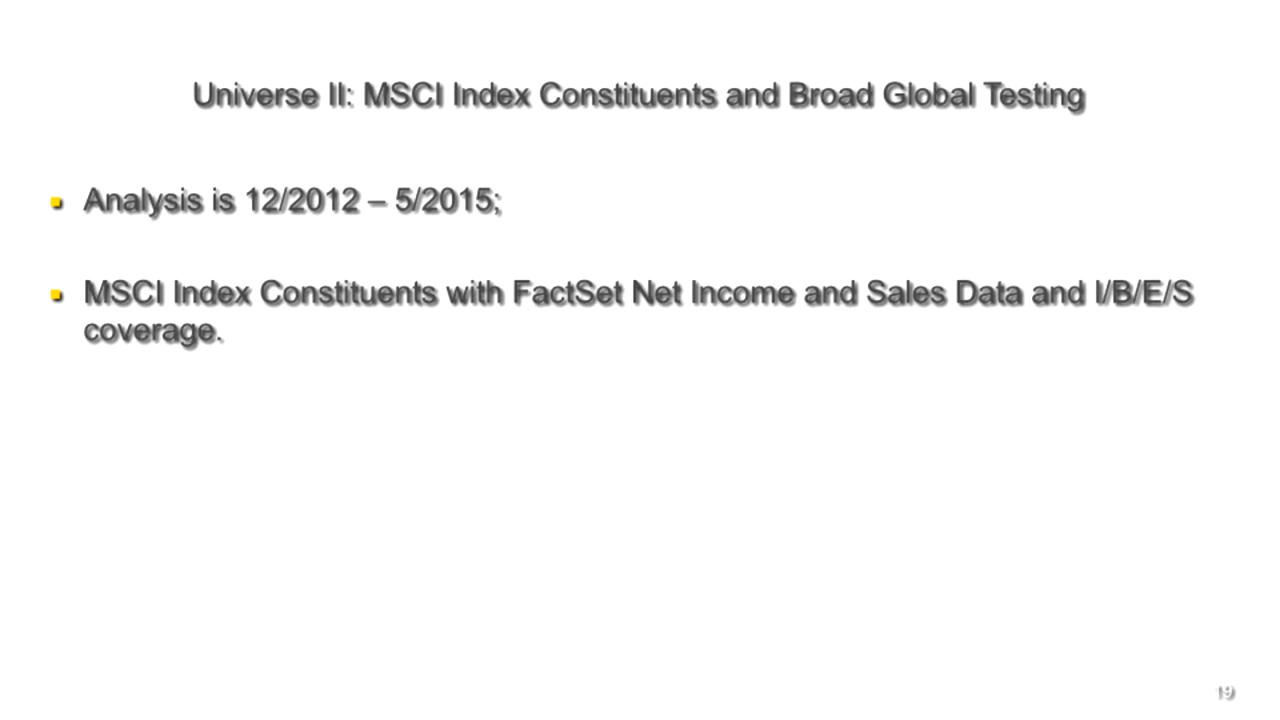 Universe II: MSCI Index Constituents and Broad Global Testing
Analysis is 12/2012 – 5/2015;
MSCI Index Constituents with FactSet Net Income and Sales Data and I/B/E/S
coverage.
19